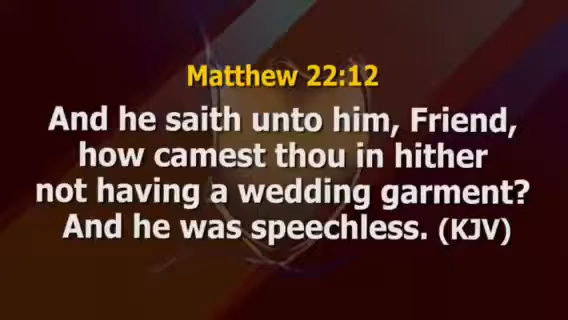 Matthew 22:12
And he saith unto him, Friend,
how camest thou in hither
not having a wedding garment?
And he was speechless. (KJV)